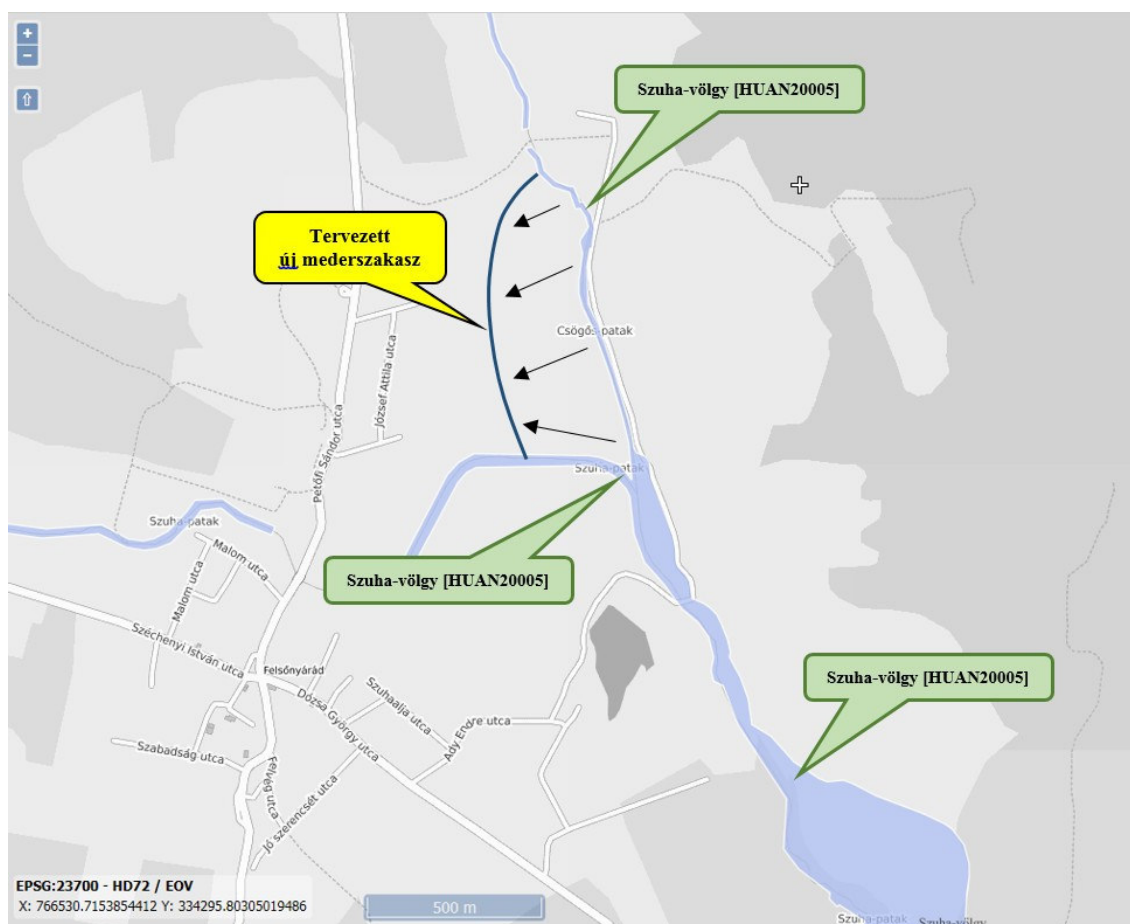 +
−
⇧
Szuha-völgy [HUAN20005]
Tervezett
új mederszakasz
Csögős-patak
József Attila utca
Petőfi Sándor utca
Szuha-patak
Szuha-patak
Malom utca
Malom utca
Szuha-völgy [HUAN20005]
Széchenyi István utca
Felsőnyárád
Dózsa György utca
Szuhaalja utca
Ady Endre utca
Szabadság utca
Felvég utca
Jó szerencsét utca
Szuha-völgy [HUAN20005]
EPSG:23700 - HD72 / EOV
X: 766530.7153854412 Y: 334295.80305019486
500 m
Szuha-patak
Szuha-völgy